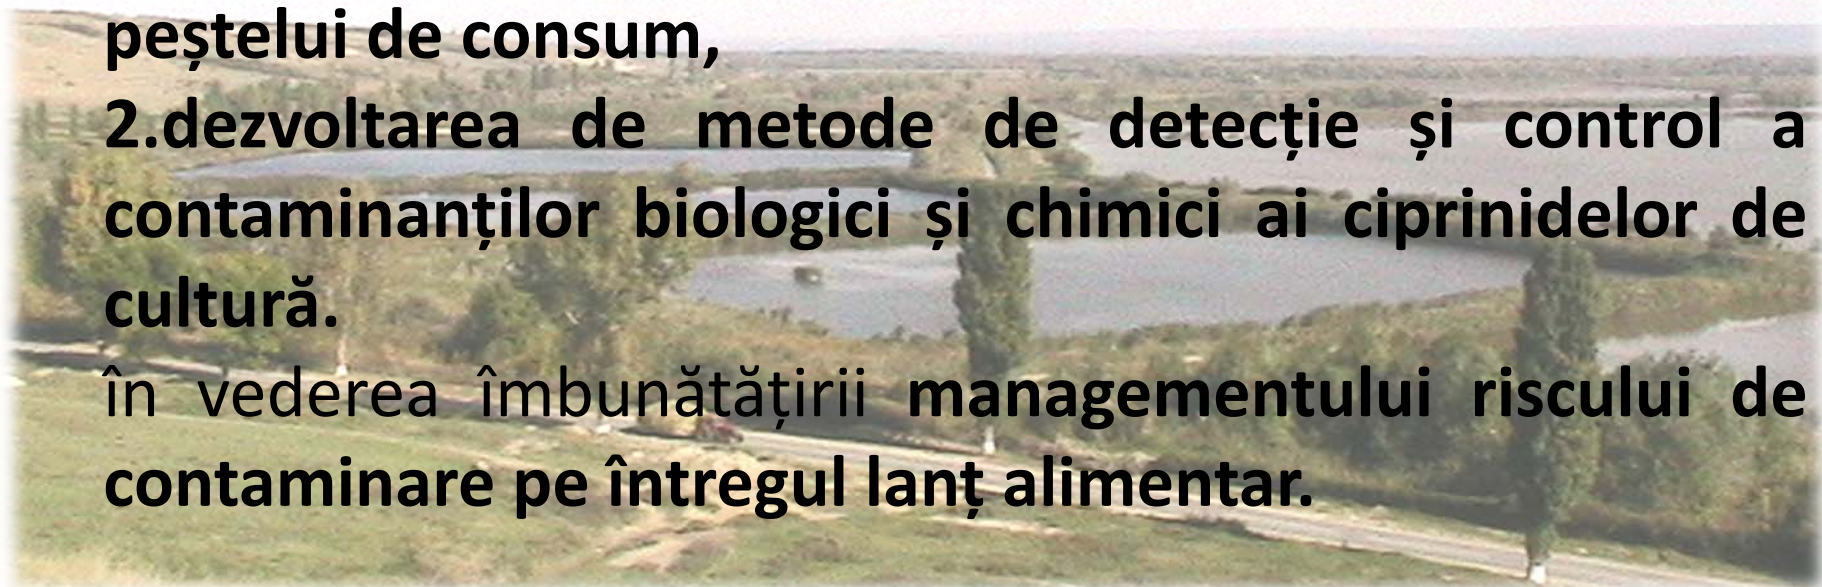 peștelui de consum,
2.dezvoltarea de metode de detecție și control a
contaminanților biologici și chimici ai ciprinidelor de
cultură.
în vederea îmbunătățirii managementului riscului de
contaminare pe întregul lanț alimentar.